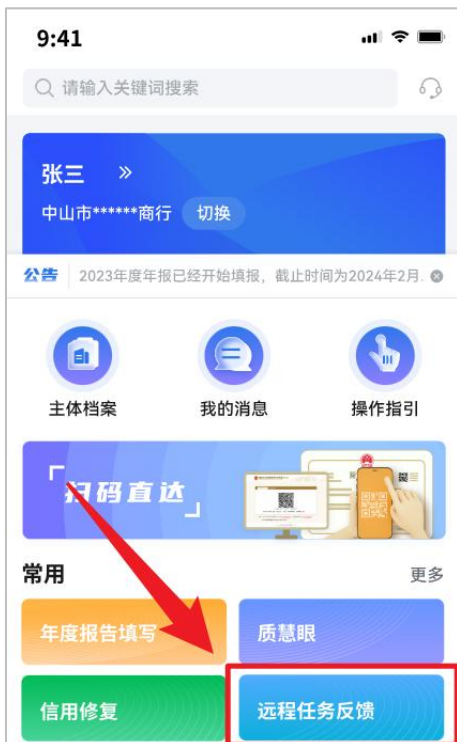 9:41
请输入关键词搜索
张三 »
中山市******商行 切换
公告 2023年度年报已经开始填报，截止时间为2024年2月.
主体档案 我的消息 操作指引
「扫码直达」
常用 更多
年度报告填写 质慧眼
信用修复 远程任务反馈